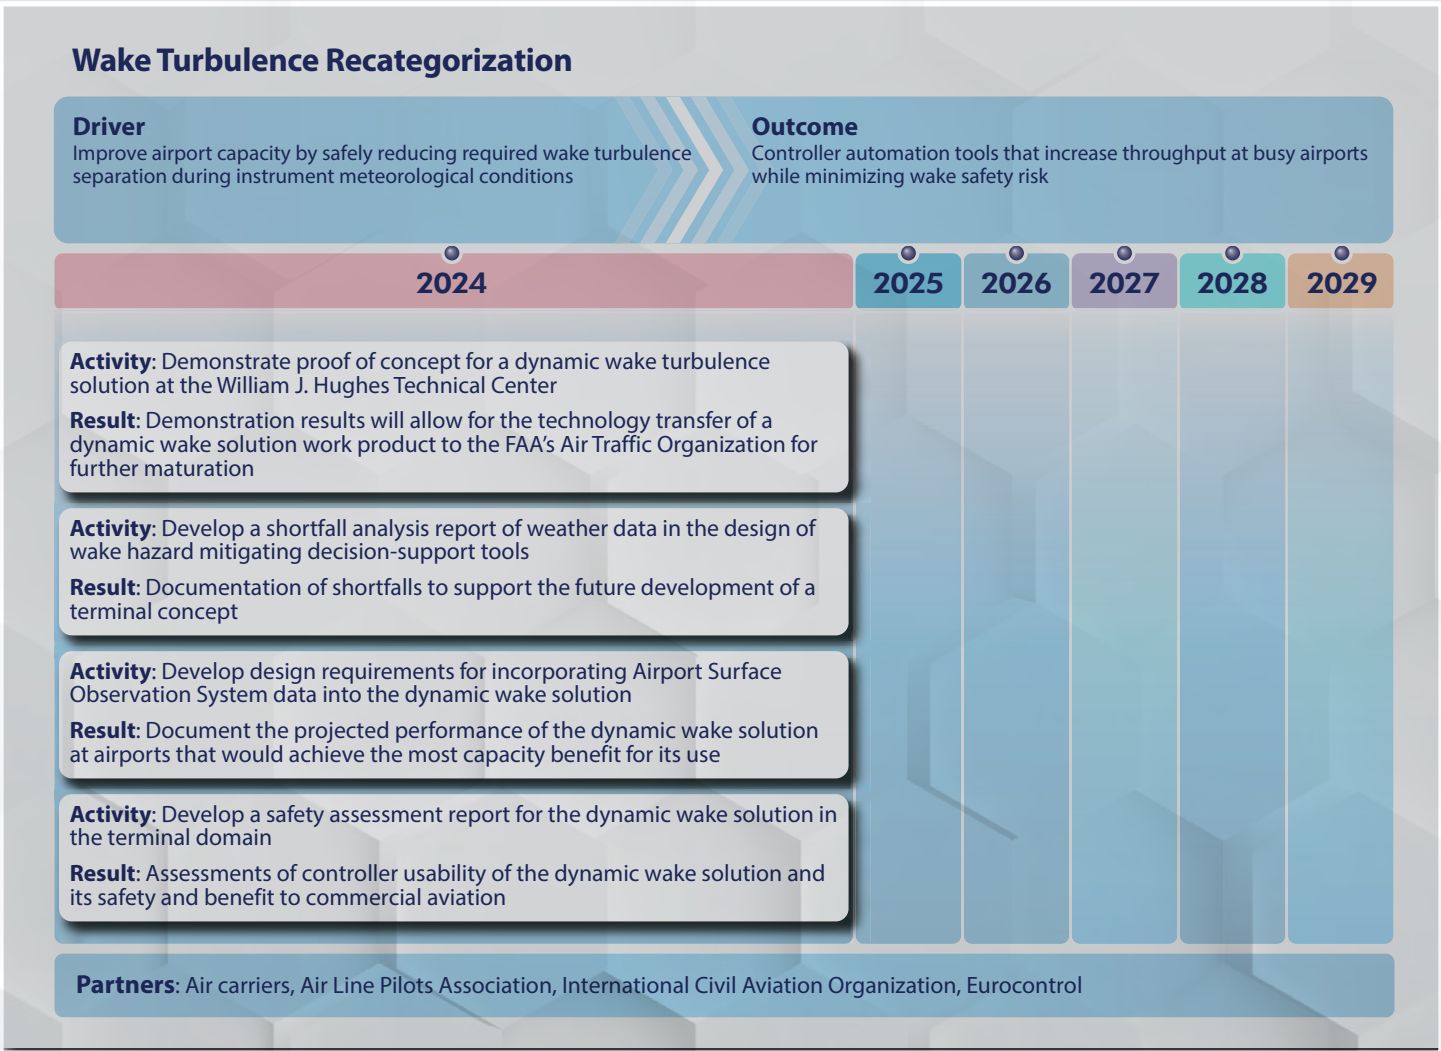 Wake Turbulence Recategorization
Driver
Improve airport capacity by safely reducing required wake turbulence
separation during instrument meteorological conditions
Outcome
Controller automation tools that increase throughput at busy airports
while minimizing wake safety risk
2024
2025
2026
2027
2028
2029
Activity: Demonstrate proof of concept for a dynamic wake turbulence
solution at the William J. Hughes Technical Center
Result: Demonstration results will allow for the technology transfer of a
dynamic wake solution work product to the FAA’s Air Traffic Organization for
further maturation
Activity: Develop a shortfall analysis report of weather data in the design of
wake hazard mitigating decision-support tools
Result: Documentation of shortfalls to support the future development of a
terminal concept
Activity: Develop design requirements for incorporating Airport Surface
Observation System data into the dynamic wake solution
Result: Document the projected performance of the dynamic wake solution
at airports that would achieve the most capacity benefit for its use
Activity: Develop a safety assessment report for the dynamic wake solution in
the terminal domain
Result: Assessments of controller usability of the dynamic wake solution and
its safety and benefit to commercial aviation
Partners: Air carriers, Air Line Pilots Association, International Civil Aviation Organization, Eurocontrol